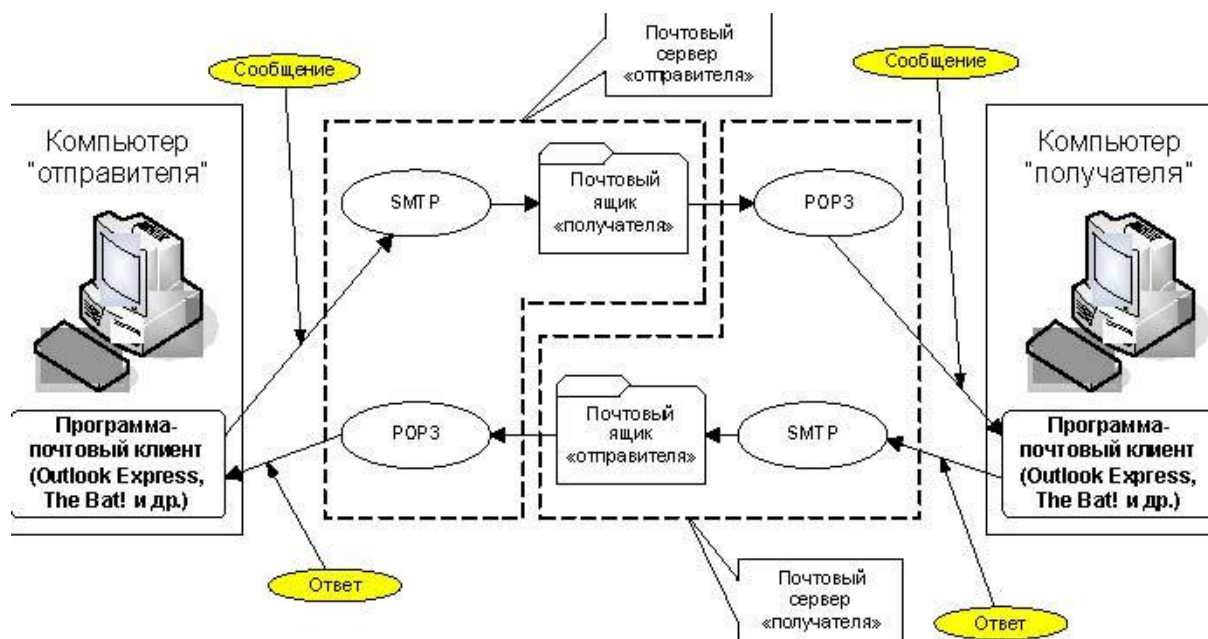 Сообщение
Почтовый
сервер
«отправителя»
Сообщение
Компьютер
"отправителя"
Компьютер
"получателя"
SMTP
Почтовый
ящик
«получателя»
POP3
Программа-
почтовый клиент
(Outlook Express,
The Bat! и др.)
POP3
Почтовый
ящик
«отправителя»
SMTP
Программа-
почтовый клиент
(Outlook Express,
The Bat! и др.)
Ответ
Почтовый
сервер
«получателя»
Ответ